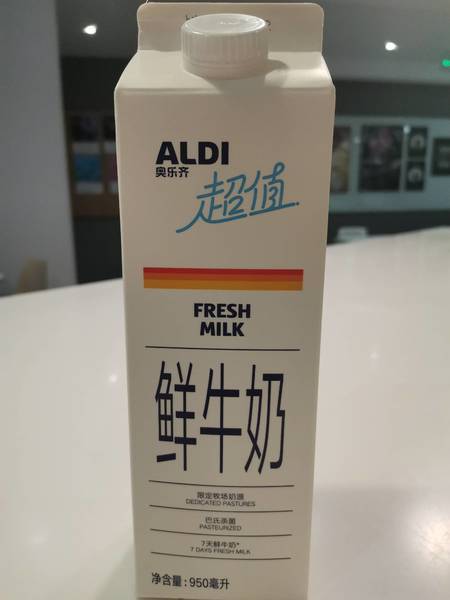 ALDI
奥乐齐
超值
FRESH
MILK
鲜牛奶
限定牧场奶源
DEDICATED PASTURES
巴氏杀菌
PASTEURIZED
7天鲜牛奶*
7 DAYS FRESH MILK
净含量:950毫升